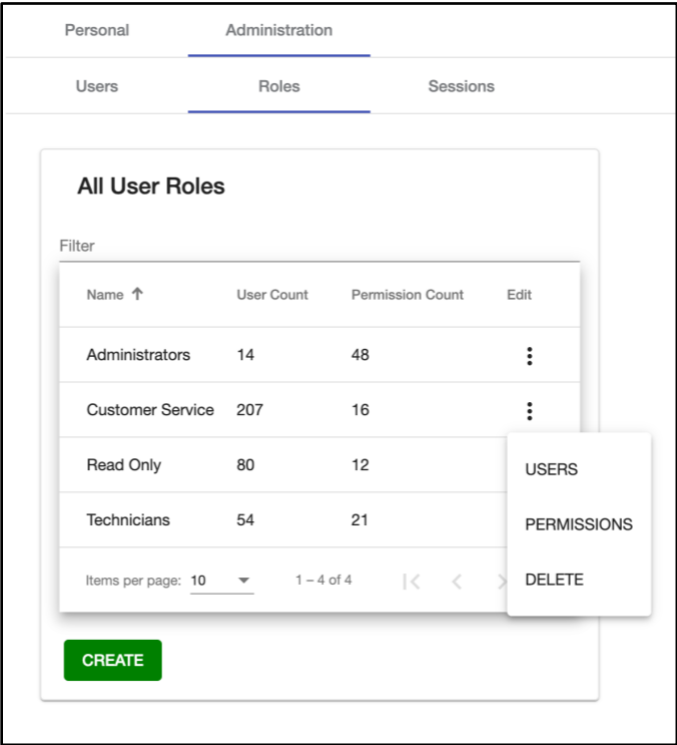 Personal Administration
Users Roles Sessions
All User Roles
Filter
Name ↑ User Count Permission Count Edit
Administrators 14 48
Customer Service 207 16
Read Only 80 12
USERS
Technicians 54 21
PERMISSIONS
Items per page: 10 1 – 4 of 4
DELETE
CREATE